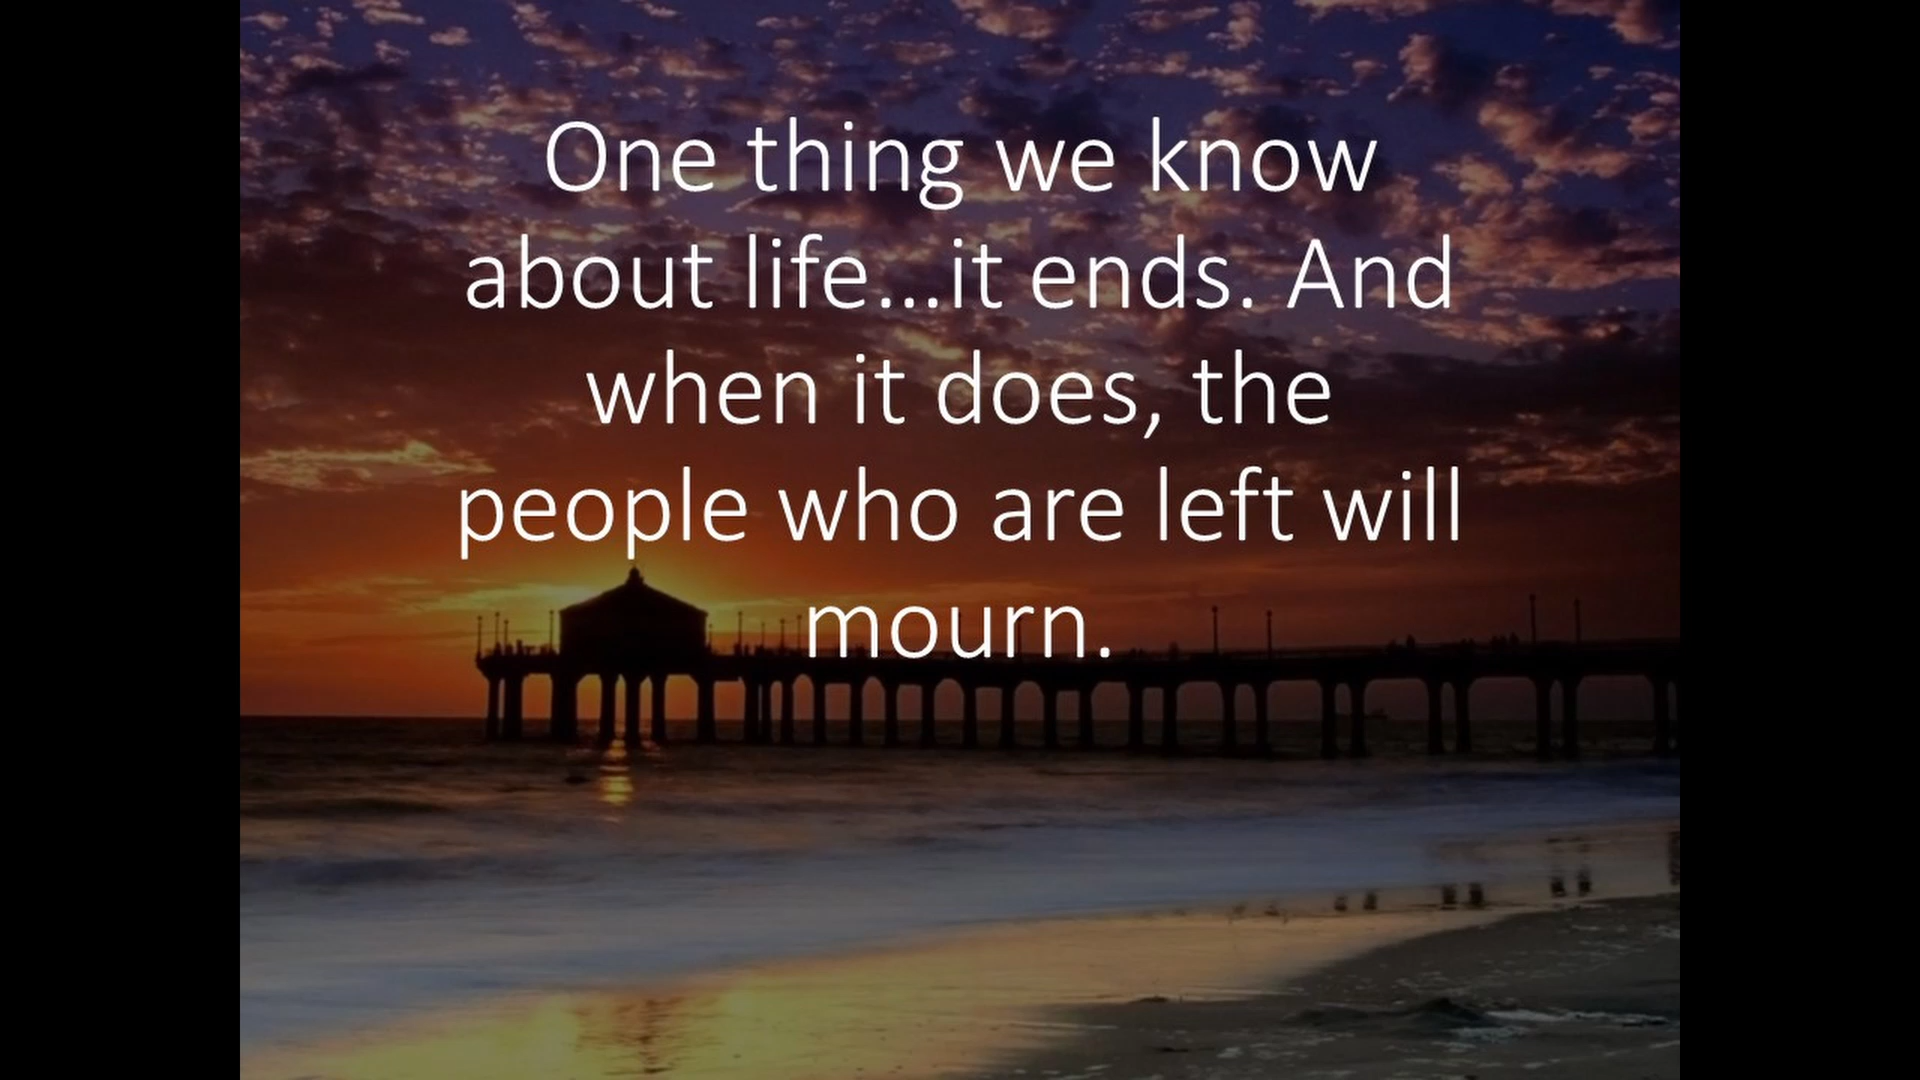 One thing we know
about life...it ends. And
when it does, the
people who are left will
mourn.